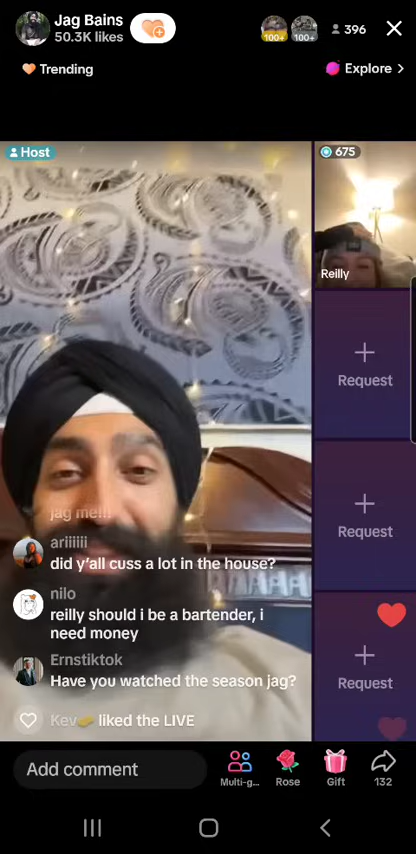 Jag Bains
50.3K likes
100+
100+
396
Trending
Explore >
Host
675
Reilly
Request
Request
Request
jag me!!!
ariiiiii
did y'all cuss a lot in the house?
nilo
reilly should i be a bartender, i
need money
Ernstiktok
Have you watched the season jag?
Kev🤝 liked the LIVE
Add comment
Multi-g...
Rose
Gift
132